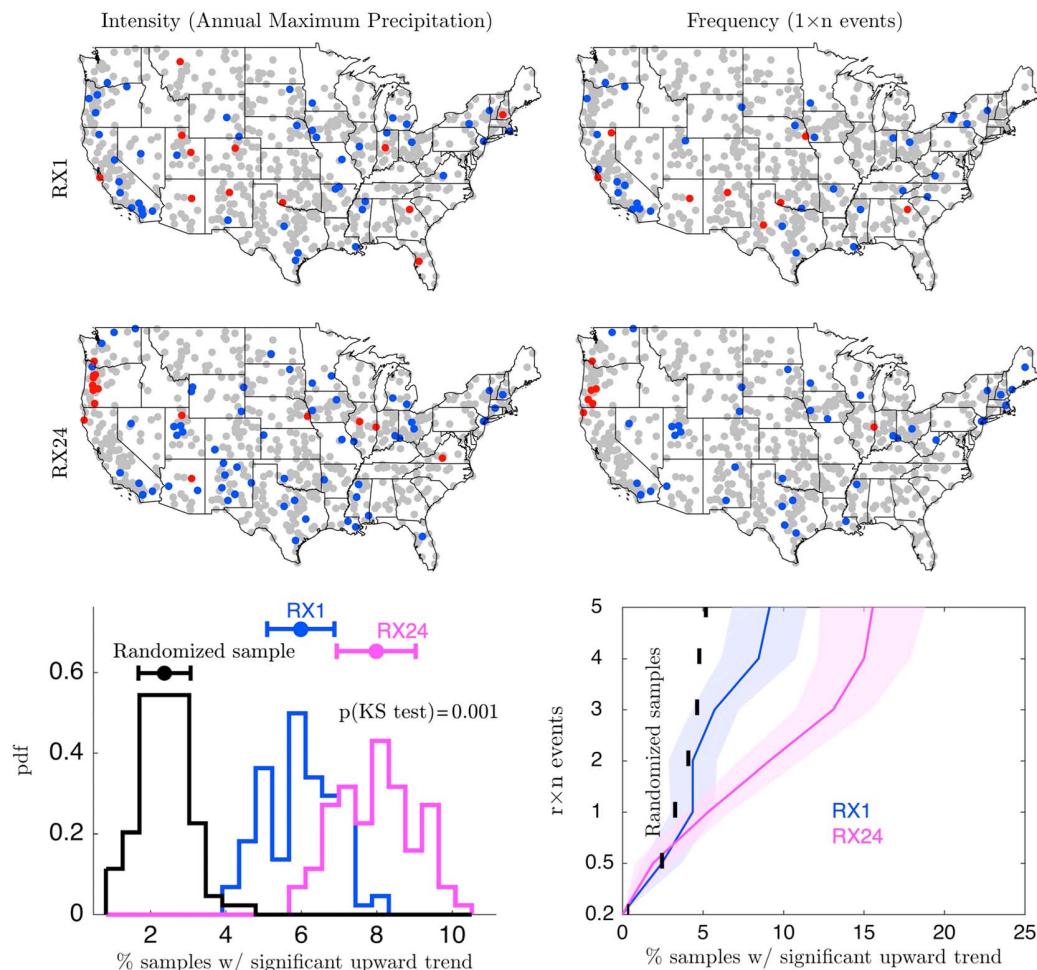 Intensity (Annual Maximum Precipitation)
Frequency (1×n events)
RX1
RX24
RX1
RX24
Randomized sample
p(KS test)=0.001
pdf
0.6
0.4
0.2
0
2
4
6
8
10
% samples w/ significant upward trend
r×n events
5
4
3
2
1
0.5
0.2
Randomized samples
RX1
RX24
0
5
10
15
20
25
% samples w/ significant upward trend